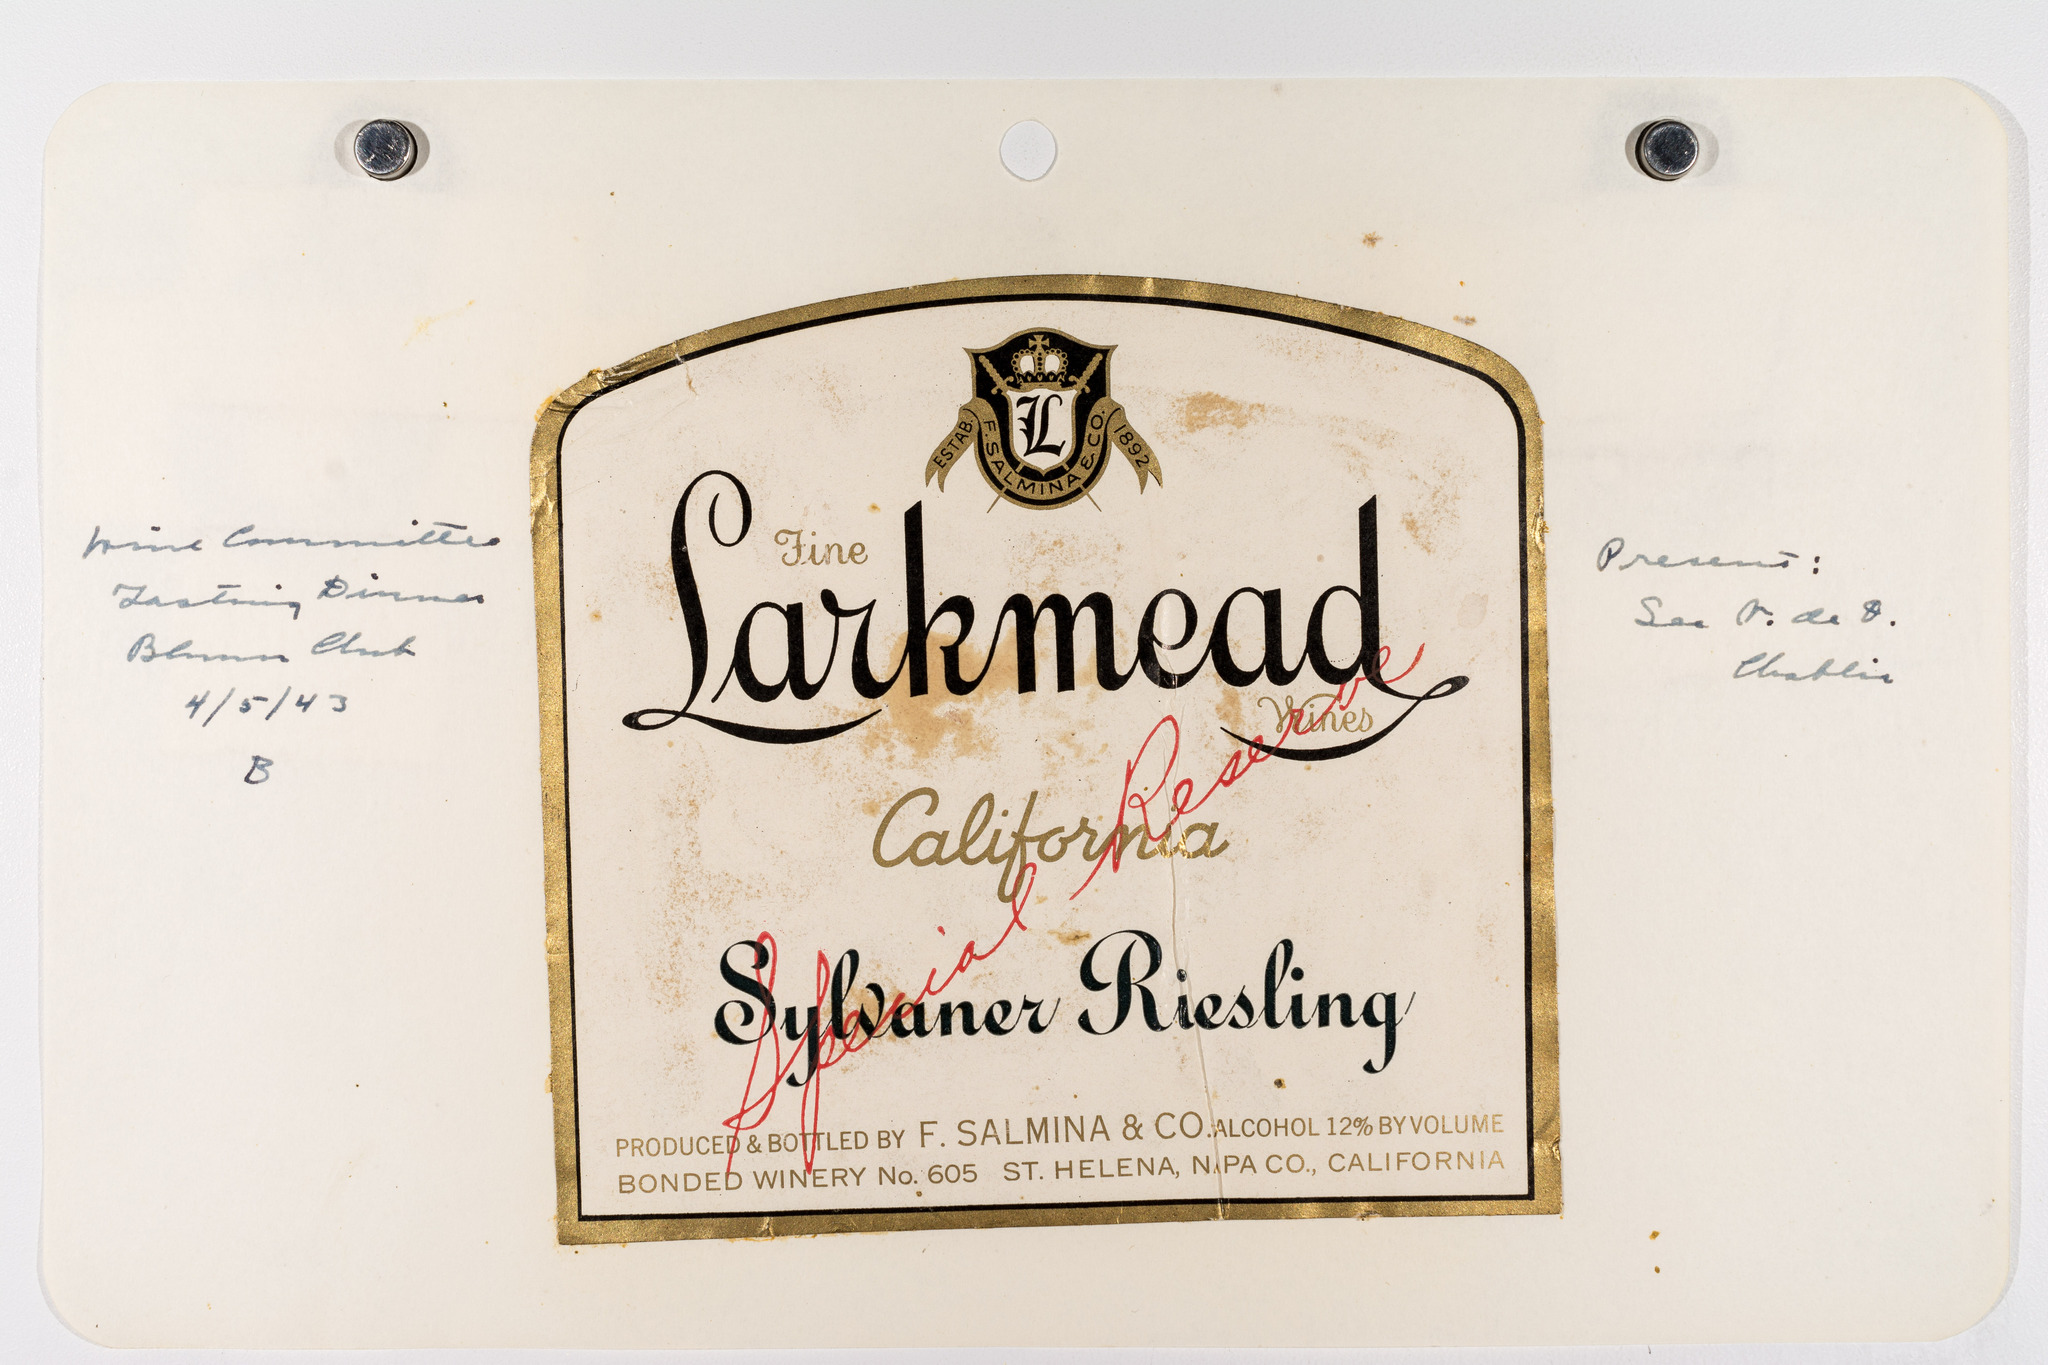 Wine Committee
Tasting Dinner
Blmun Club
4/5/43
B
ESTAB. F. SALMINA & CO. 1892
L
Fine
Larkmead
Wines
California
Special Reserve
Sylvaner Riesling
PRODUCED & BOTTLED BY F. SALMINA & CO. ALCOHOL 12% BY VOLUME
BONDED WINERY No. 605 ST. HELENA, NAPA CO., CALIFORNIA
Present:
See V. de V.
Chablis